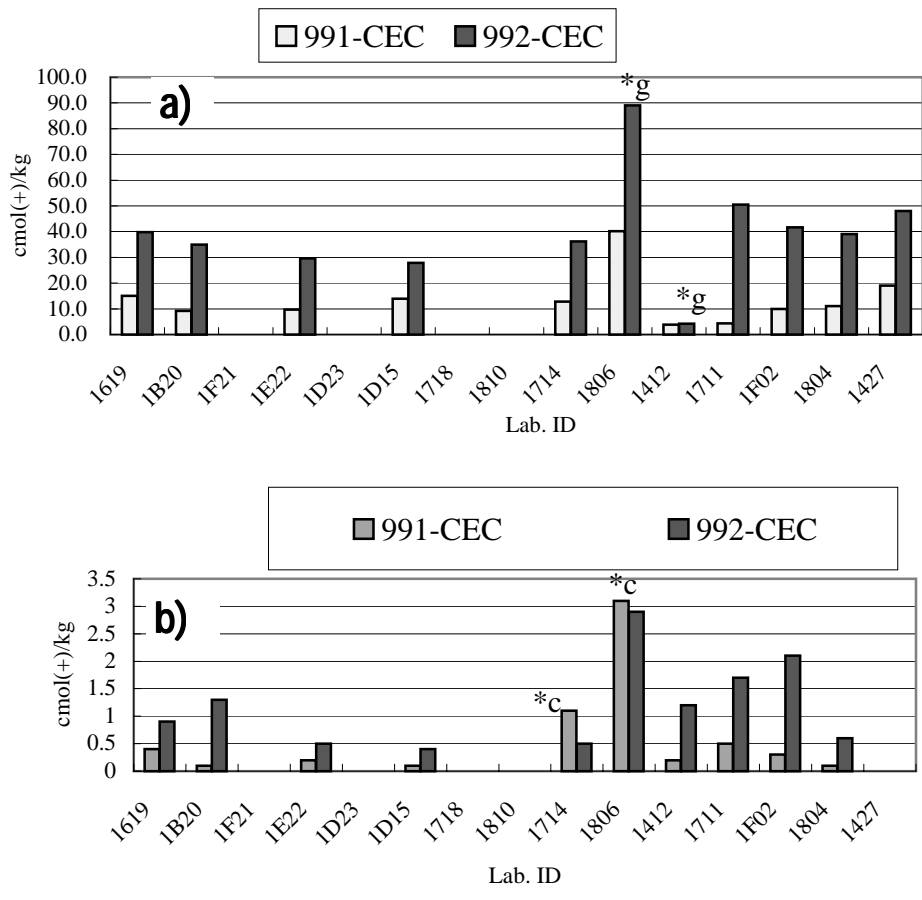 991-CEC 992-CEC
a)
*g
*g
100.0
90.0
80.0
70.0
60.0
50.0
40.0
30.0
20.0
10.0
0.0
cmol(+)/kg
1619 1B20 1F21 1E22 1D23 1D15 1718 1810 1714 1806 1412 1711 1F02 1804 1427
Lab. ID
991-CEC 992-CEC
b)
*c
*c
3.5
3
2.5
2
1.5
1
0.5
0
cmol(+)/kg
1619 1B20 1F21 1E22 1D23 1D15 1718 1810 1714 1806 1412 1711 1F02 1804 1427
Lab. ID